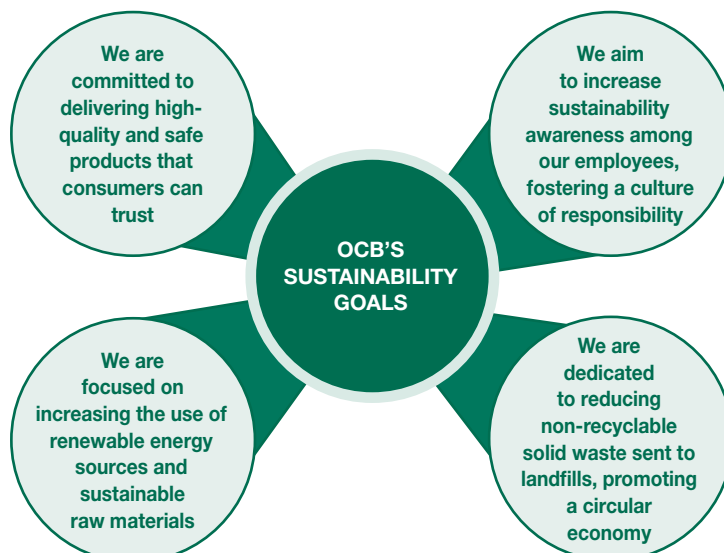 We are
committed to
delivering high-
quality and safe
products that
consumers can
trust
We aim
to increase
sustainability
awareness among
our employees,
fostering a culture
of responsibility
OCB'S
SUSTAINABILITY
GOALS
We are
focused on
increasing the use of
renewable energy
sources and
sustainable
raw materials
We are
dedicated
to reducing
non-recyclable
solid waste sent to
landfills, promoting
a circular
economy